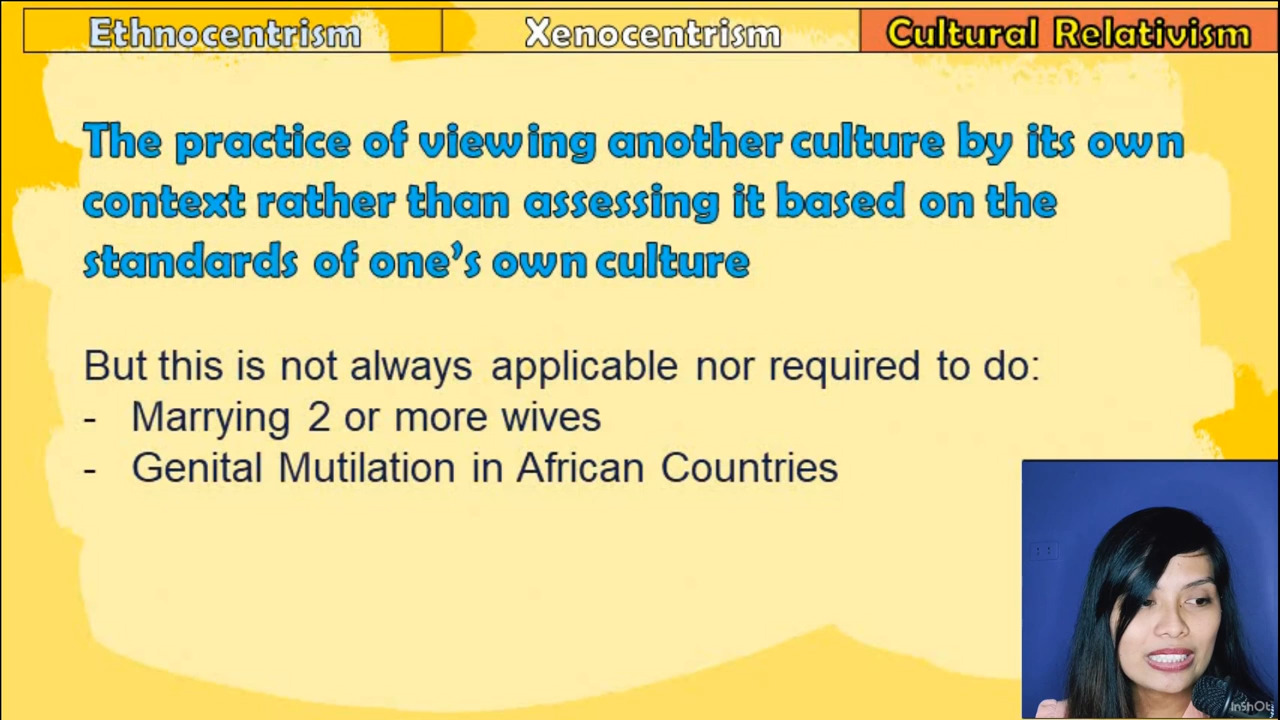 Ethnocentrism
Xenocentrism
Cultural Relativism
The practice of viewing another culture by its own
context rather than assessing it based on the
standards of one's own culture
But this is not always applicable nor required to do:
- Marrying 2 or more wives
- Genital Mutilation in African Countries
InShOt